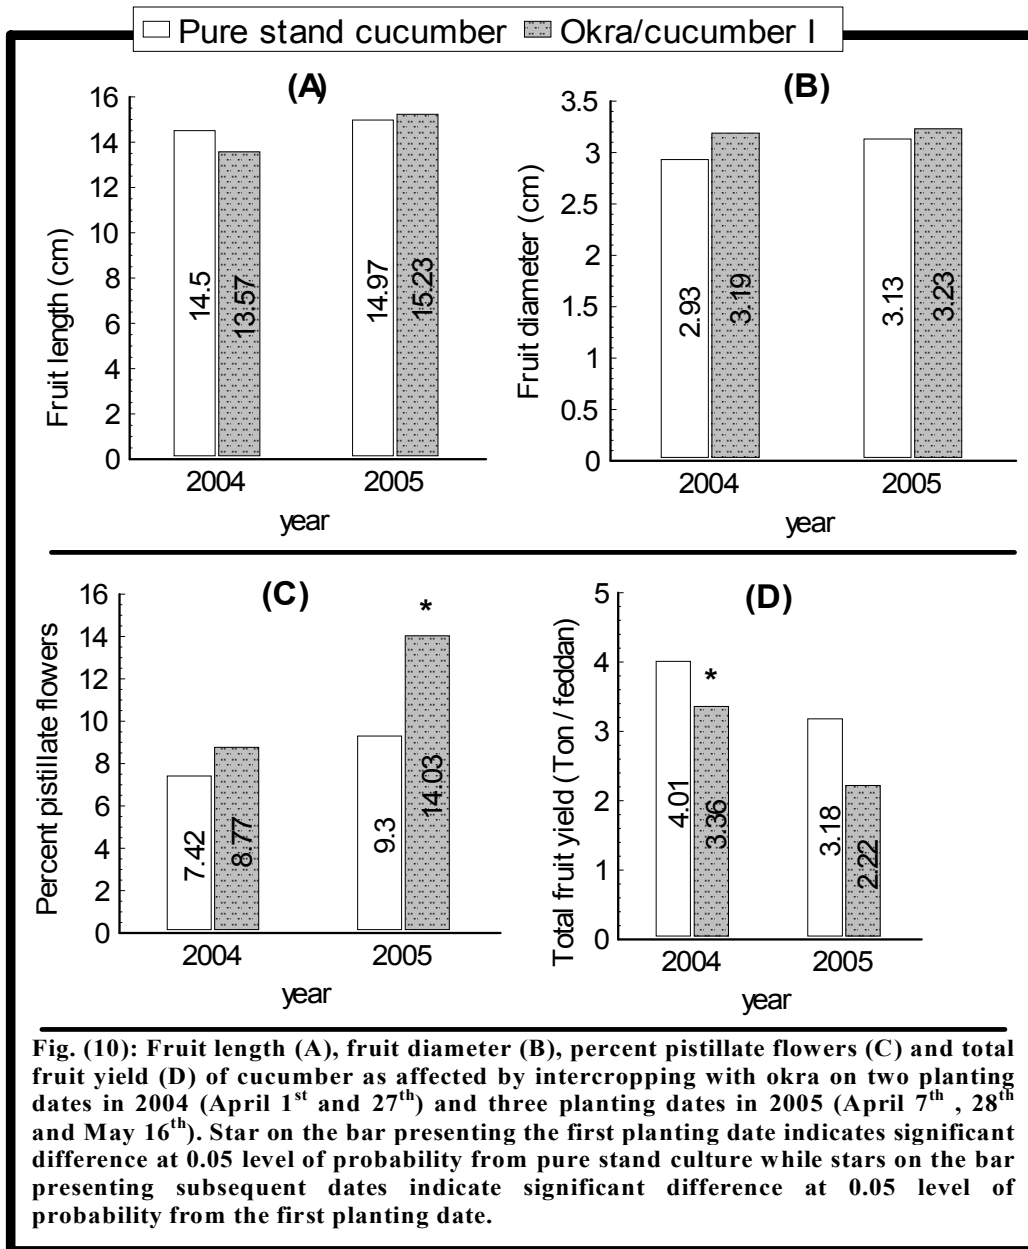 Pure stand cucumber Okra/cucumber I
(A)
16
14
12
10
8
6
4
2
0
Fruit length (cm)
14.5
13.57
14.97
15.23
2004 2005
year
(B)
3.5
3
2.5
2
1.5
1
0.5
0
Fruit diameter (cm)
2.93
3.19
3.13
3.23
2004 2005
year
(C)
16
14
12
10
8
6
4
2
0
Percent pistillate flowers
7.42
8.77
9.3
14.03
*
2004 2005
year
(D)
5
4
3
2
1
0
Total fruit yield (Ton / feddan)
4.01
3.36
*
3.18
2.22
2004 2005
year
Fig. (10): Fruit length (A), fruit diameter (B), percent pistillate flowers (C) and total
fruit yield (D) of cucumber as affected by intercropping with okra on two planting
dates in 2004 (April 1st and 27th) and three planting dates in 2005 (April 7th , 28th
and May 16th). Star on the bar presenting the first planting date indicates significant
difference at 0.05 level of probability from pure stand culture while stars on the bar
presenting subsequent dates indicate significant difference at 0.05 level of
probability from the first planting date.